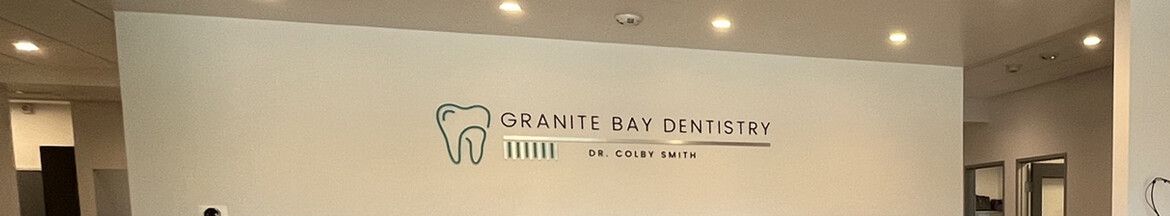 GRANITE BAY DENTISTRY
DR. COLBY SMITH